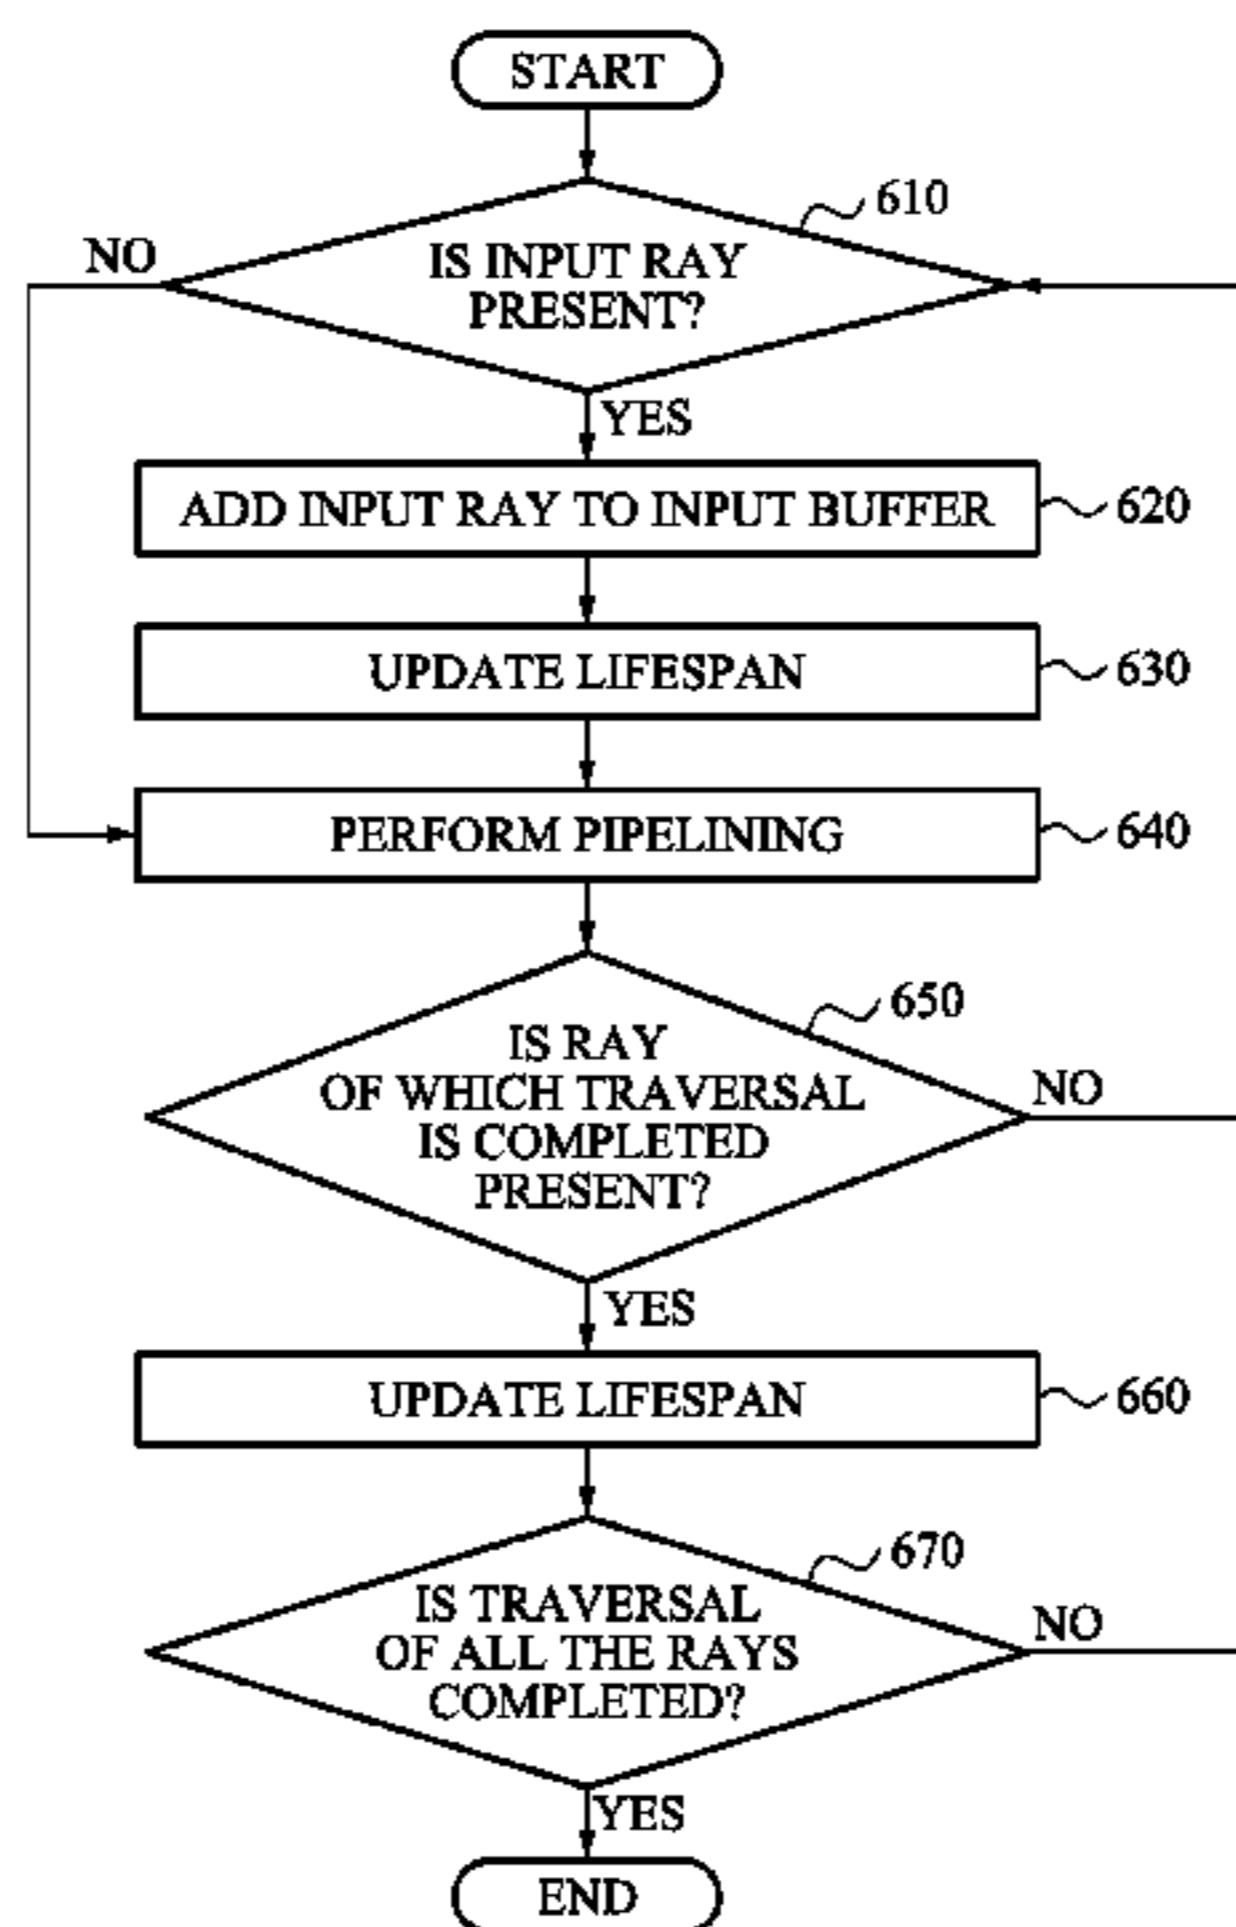 START
610
NO
IS INPUT RAY
PRESENT?
YES
ADD INPUT RAY TO INPUT BUFFER
620
UPDATE LIFESPAN
630
PERFORM PIPELINING
640
650
IS RAY
OF WHICH TRAVERSAL
IS COMPLETED
PRESENT?
NO
YES
UPDATE LIFESPAN
660
670
IS TRAVERSAL
OF ALL THE RAYS
COMPLETED?
NO
YES
END